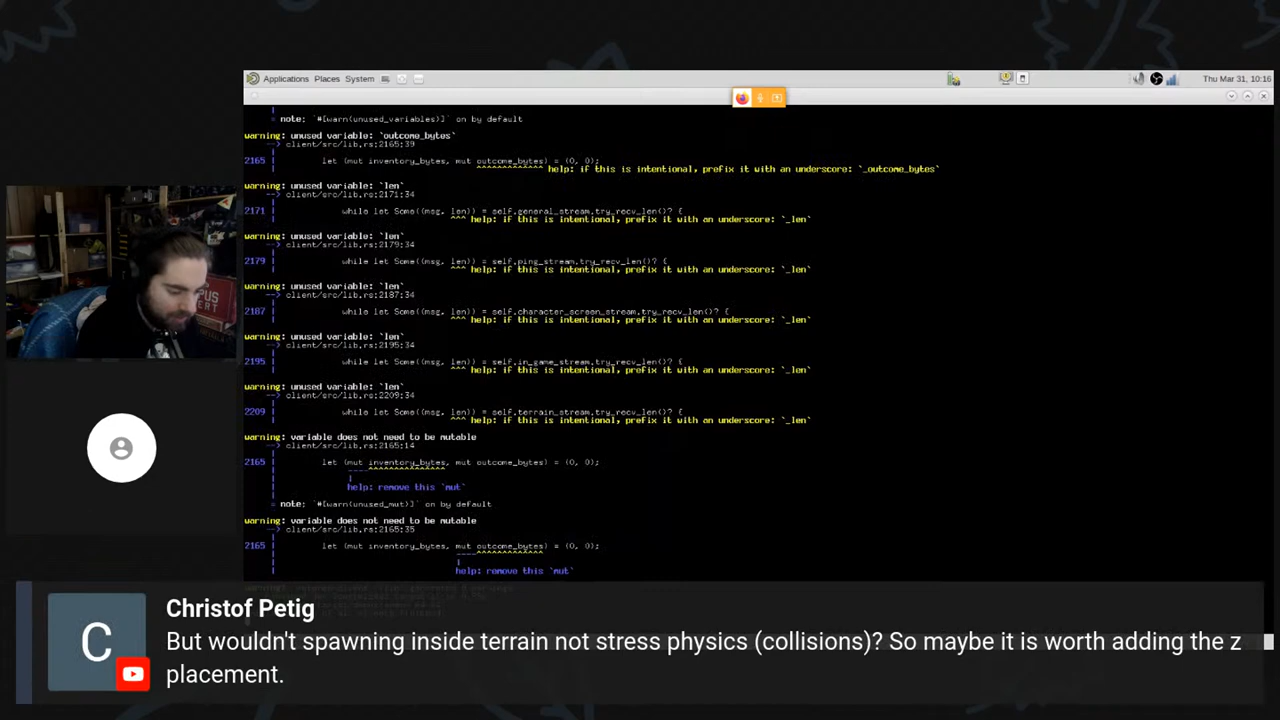 Applications Places System
Thu Mar 31, 10:16
= note: `#[warn(unused_variables)]` on by default
warning: unused variable: `outcome_bytes`
--> client/src/lib.rs:2165:39
2165 | let (mut inventory_bytes, mut outcome_bytes) = (0, 0);
^^^^^^^^^^^^^ help: if this is intentional, prefix it with an underscore: `_outcome_bytes`
warning: unused variable: `len`
--> client/src/lib.rs:2171:34
2171 | while let Some((msg, len)) = self.general_stream.try_recv_len()? {
^^^ help: if this is intentional, prefix it with an underscore: `_len`
warning: unused variable: `len`
--> client/src/lib.rs:2179:34
2179 | while let Some((msg, len)) = self.ping_stream.try_recv_len()? {
^^^ help: if this is intentional, prefix it with an underscore: `_len`
warning: unused variable: `len`
--> client/src/lib.rs:2187:34
2187 | while let Some((msg, len)) = self.character_screen_stream.try_recv_len()? {
^^^ help: if this is intentional, prefix it with an underscore: `_len`
warning: unused variable: `len`
--> client/src/lib.rs:2195:34
2195 | while let Some((msg, len)) = self.in_game_stream.try_recv_len()? {
^^^ help: if this is intentional, prefix it with an underscore: `_len`
warning: unused variable: `len`
--> client/src/lib.rs:2209:34
2209 | while let Some((msg, len)) = self.terrain_stream.try_recv_len()? {
^^^ help: if this is intentional, prefix it with an underscore: `_len`
warning: variable does not need to be mutable
--> client/src/lib.rs:2165:14
2165 | let (mut inventory_bytes, mut outcome_bytes) = (0, 0);
----^^^^^^^^^^^^^^^
help: remove this `mut`
= note: `#[warn(unused_mut)]` on by default
warning: variable does not need to be mutable
--> client/src/lib.rs:2165:35
2165 | let (mut inventory_bytes, mut outcome_bytes) = (0, 0);
----^^^^^^^^^^^^^
help: remove this `mut`
C
Christof Petig
But wouldn't spawning inside terrain not stress physics (collisions)? So maybe it is worth adding the z
placement.